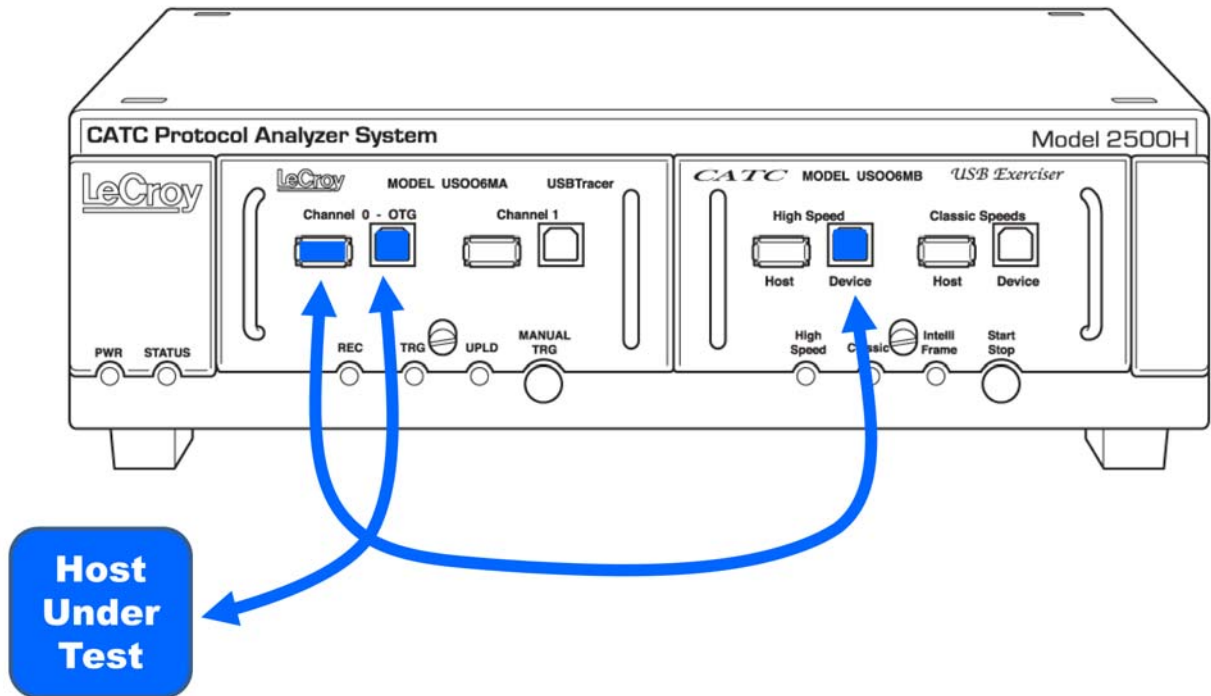 CATC Protocol Analyzer System
Model 2500H
LeCroy
LeCroy
MODEL US006MA
USBTracer
Channel 0 - OTG
Channel 1
REC
TRG
UPLD
MANUAL
TRG
PWR
STATUS
CATC
MODEL US006MB
USB Exerciser
High Speed
Classic Speeds
Host
Device
Host
Device
High
Speed
Classic
Intelli
Frame
Start
Stop
Host
Under
Test